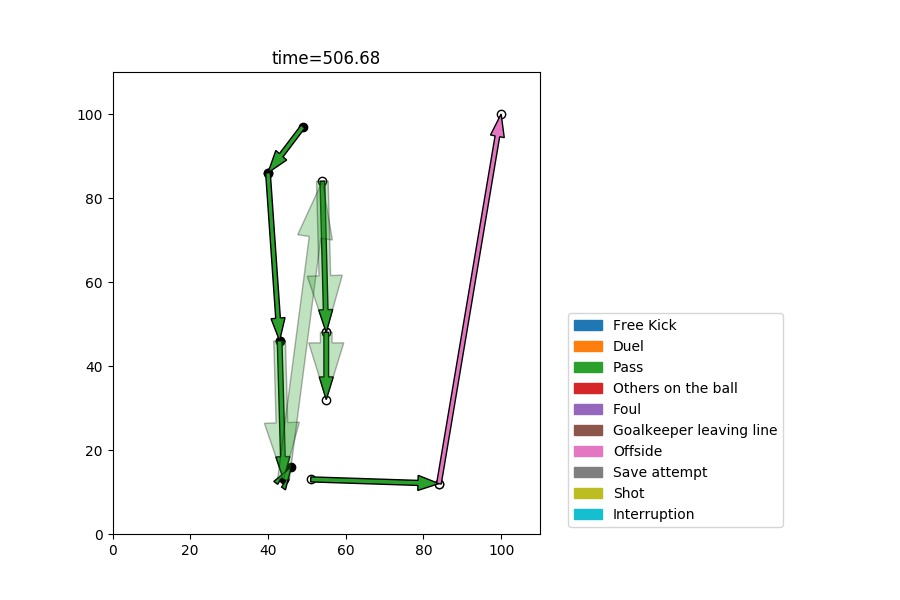 time=506.68
100
80
60
40
20
0
0 20 40 60 80 100
Free Kick
Duel
Pass
Others on the ball
Foul
Goalkeeper leaving line
Offside
Save attempt
Shot
Interruption